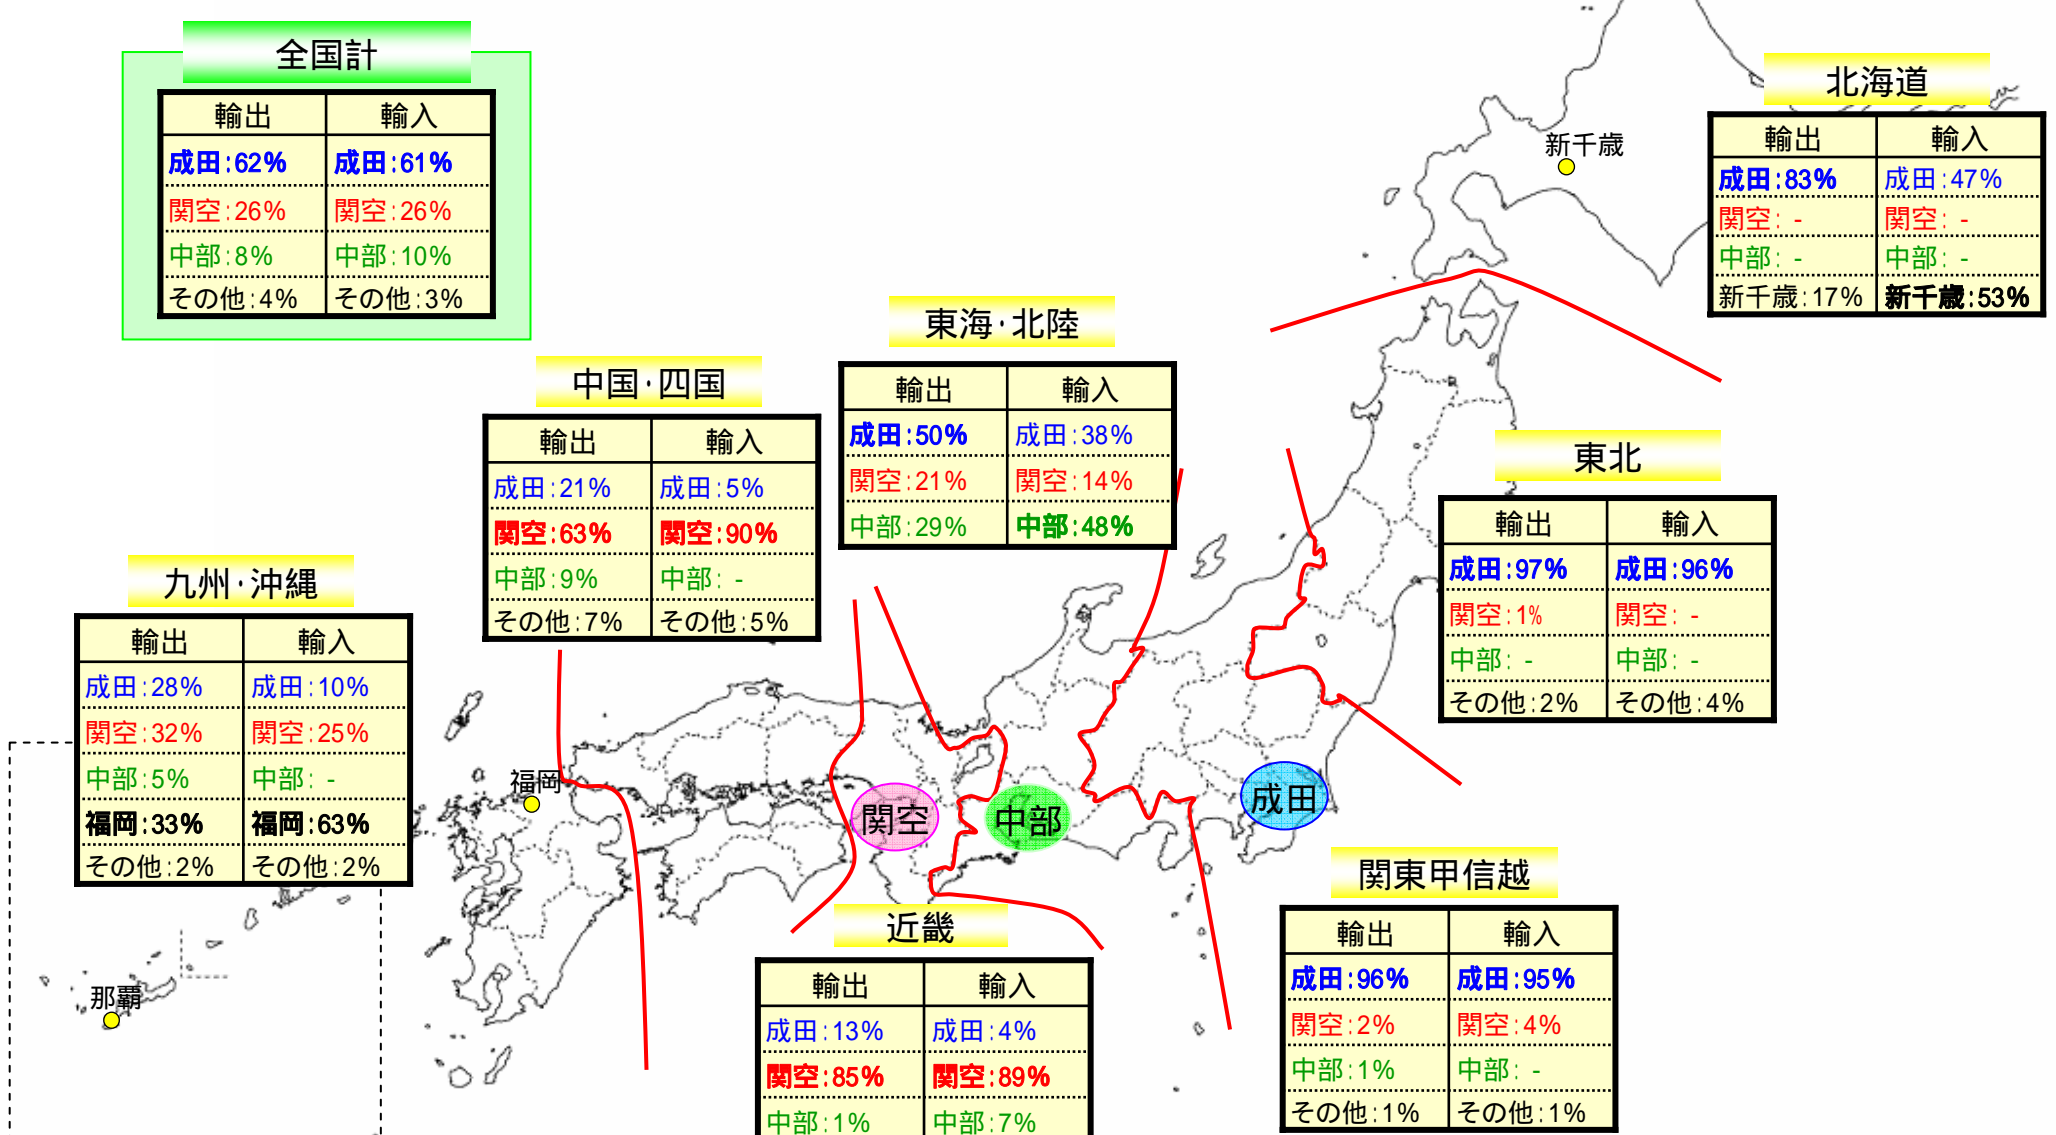 全国計
輸出 輸入
成田:62% 成田:61%
関空:26% 関空:26%
中部:8% 中部:10%
その他:4% その他:3%
北海道
輸出 輸入
成田:83% 成田:47%
関空: - 関空: -
中部: - 中部: -
新千歳:17% 新千歳:53%
新千歳
東海・北陸
輸出 輸入
成田:50% 成田:38%
関空:21% 関空:14%
中部:29% 中部:48%
中国・四国
輸出 輸入
成田:21% 成田:5%
関空:63% 関空:90%
中部:9% 中部: -
その他:7% その他:5%
東北
輸出 輸入
成田:97% 成田:96%
関空:1% 関空: -
中部: - 中部: -
その他:2% その他:4%
九州・沖縄
輸出 輸入
成田:28% 成田:10%
関空:32% 関空:25%
中部:5% 中部: -
福岡:33% 福岡:63%
その他:2% その他:2%
福岡
関空
中部
成田
那覇
近畿
輸出 輸入
成田:13% 成田:4%
関空:85% 関空:89%
中部:1% 中部:7%
関東甲信越
輸出 輸入
成田:96% 成田:95%
関空:2% 関空:4%
中部:1% 中部: -
その他:1% その他:1%